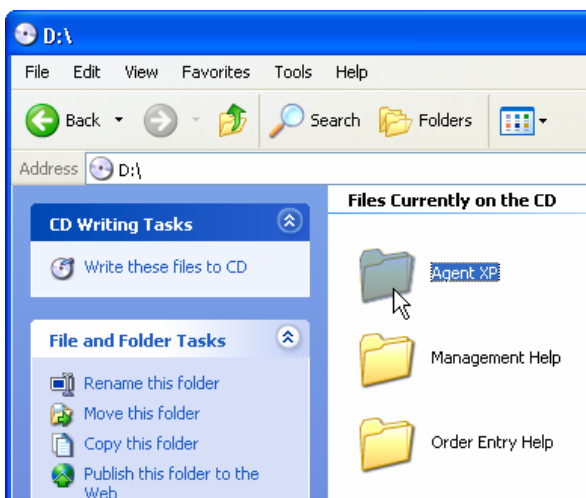 D:\
File Edit View Favorites Tools Help
Back Search Folders
Address D:\
Files Currently on the CD
CD Writing Tasks
Write these files to CD
Agent XP
File and Folder Tasks
Rename this folder
Move this folder
Copy this folder
Publish this folder to the
Web
Management Help
Order Entry Help